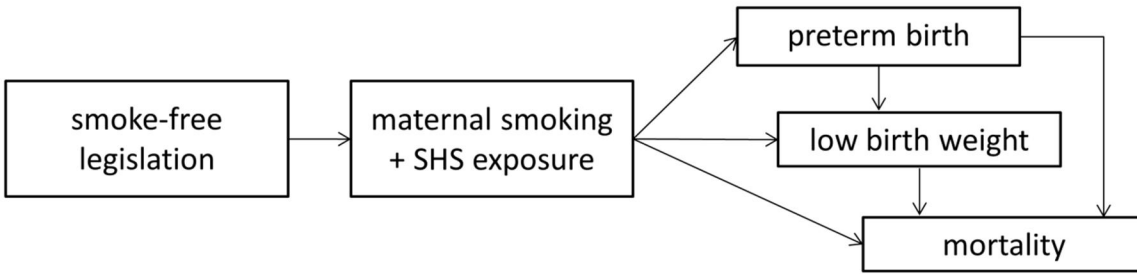 smoke-free
legislation
maternal smoking
+ SHS exposure
preterm birth
low birth weight
mortality